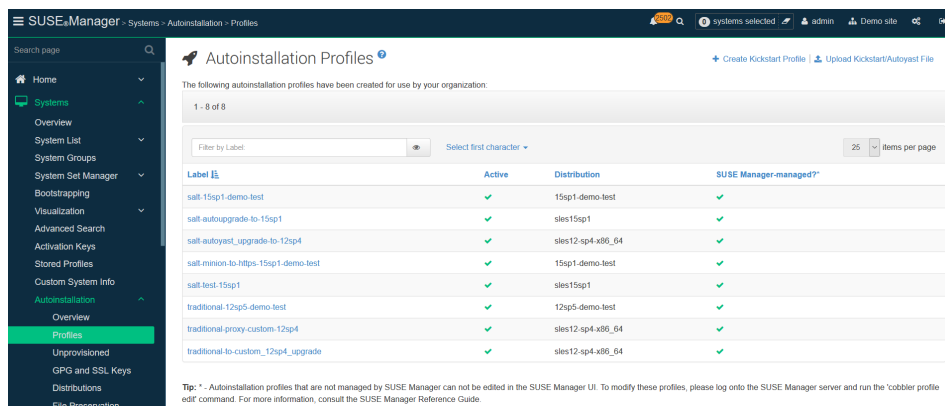 SUSE®Manager > Systems > Autoinstallation > Profiles
2502
0 systems selected
admin
Demo site
Search page
Home
Systems
Overview
System List
System Groups
System Set Manager
Bootstrapping
Visualization
Advanced Search
Activation Keys
Stored Profiles
Custom System Info
Autoinstallation
Overview
Profiles
Unprovisioned
GPG and SSL Keys
Distributions
File Preservation
Autoinstallation Profiles ?
+ Create Kickstart Profile | Upload Kickstart/Autoyast File
The following autoinstallation profiles have been created for use by your organization:
1 - 8 of 8
Filter by Label: Select first character 25 items per page
Label Active Distribution SUSE Manager-managed?*
salt-15sp1-demo-test 15sp1-demo-test
salt-autoupgrade-to-15sp1 sles15sp1
salt-autoyast_upgrade-to-12sp4 sles12-sp4-x86_64
salt-minion-to-https-15sp1-demo-test 15sp1-demo-test
salt-test-15sp1 sles15sp1
traditional-12sp5-demo-test 12sp5-demo-test
traditional-proxy-custom-12sp4 sles12-sp4-x86_64
traditional-to-custom_12sp4_upgrade sles12-sp4-x86_64
Tip: * - Autoinstallation profiles that are not managed by SUSE Manager can not be edited in the SUSE Manager UI. To modify these profiles, please log onto the SUSE Manager server and run the 'cobbler profile
edit' command. For more information, consult the SUSE Manager Reference Guide.